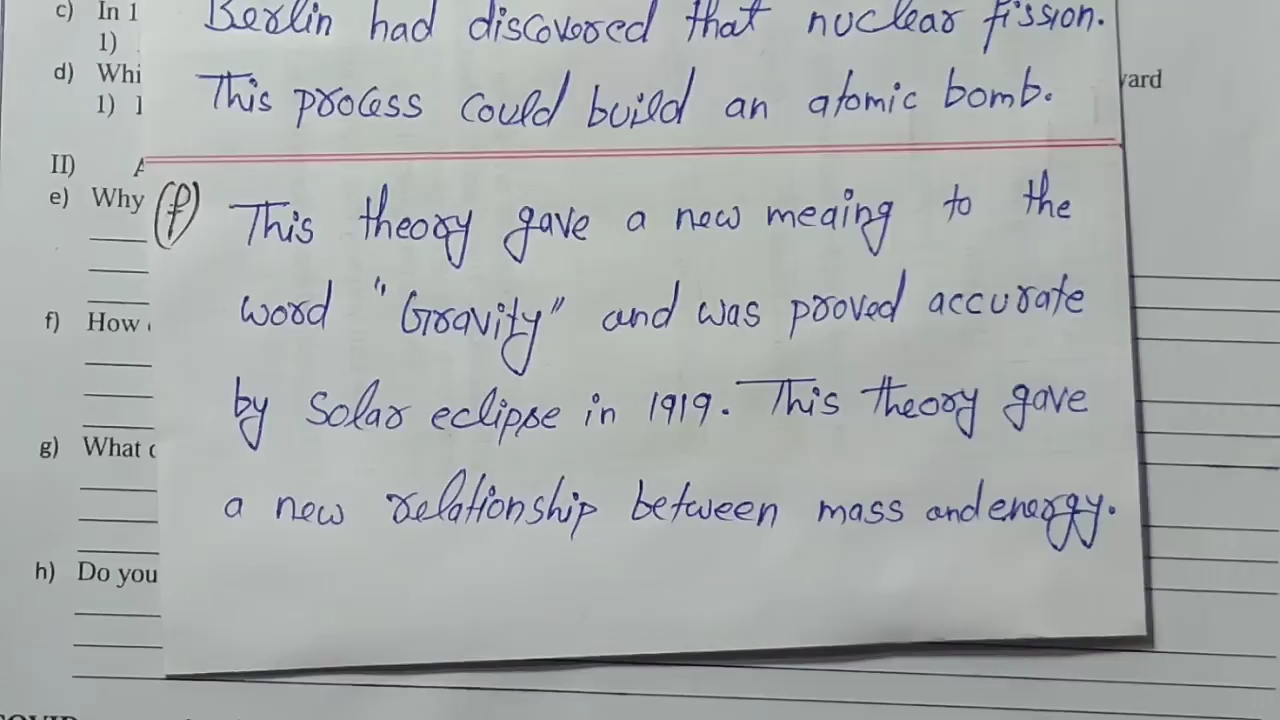 c) In 1
1)
d) Whi
1) 1
II)
e) Why
f) How
g) What
h) Do you
Berlin had discovored that nuclear fission.
This process could build an atomic bomb.
(f) This theory gave a new meaing to the
word "Gravity" and was proved accurate
by Solar eclipse in 1919. This theory gave
a new relationship between mass and energy.